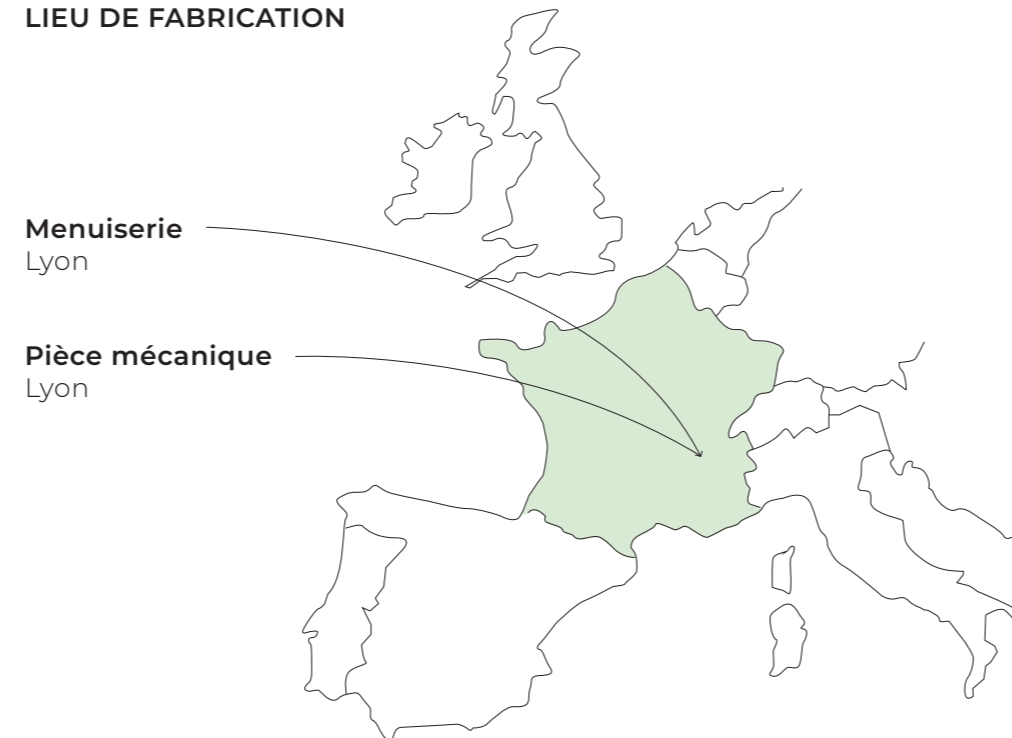 LIEU DE FABRICATION
Menuiserie
Lyon
Pièce mécanique
Lyon